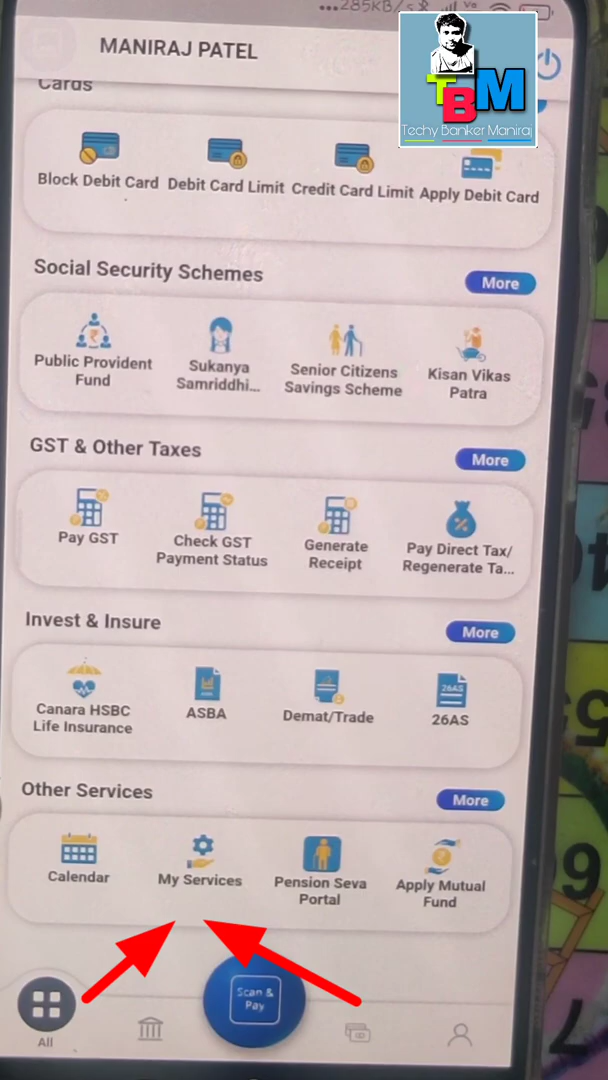 ...285KB/s
Vo
MANIRAJ PATEL
TBM
Techy Banker Maniraj
Cards
Block Debit Card Debit Card Limit Credit Card Limit Apply Debit Card
Social Security Schemes More
Public Provident Fund
Sukanya Samriddhi...
Senior Citizens Savings Scheme
Kisan Vikas Patra
GST & Other Taxes More
Pay GST
Check GST Payment Status
Generate Receipt
Pay Direct Tax/ Regenerate Ta...
Invest & Insure More
26AS
Canara HSBC Life Insurance
ASBA
Demat/Trade
26AS
Other Services More
Calendar
My Services
Pension Seva Portal
Apply Mutual Fund
Scan & Pay
All